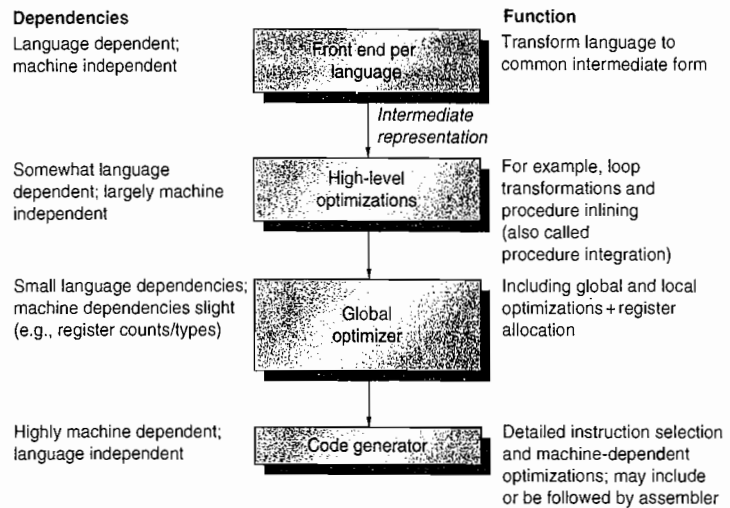 Dependencies
Function
Language dependent;
machine independent
Front end per
language
Transform language to
common intermediate form
Intermediate
representation
Somewhat language
dependent; largely machine
independent
High-level
optimizations
For example, loop
transformations and
procedure inlining
(also called
procedure integration)
Small language dependencies;
machine dependencies slight
(e.g., register counts/types)
Global
optimizer
Including global and local
optimizations + register
allocation
Highly machine dependent;
language independent
Code generator
Detailed instruction selection
and machine-dependent
optimizations; may include
or be followed by assembler